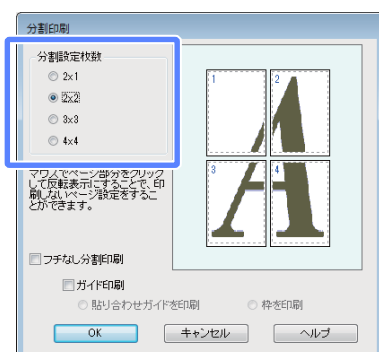 分割印刷
分割設定枚数
2x1
2x2
3x3
4x4
マウスでページ部分をクリック
して反転表示にすることで、印
刷しないページ設定をするこ
とができます。
1
2
3
4
フチなし分割印刷
ガイド印刷
貼り合わせガイドを印刷
枠を印刷
OK
キャンセル
ヘルプ